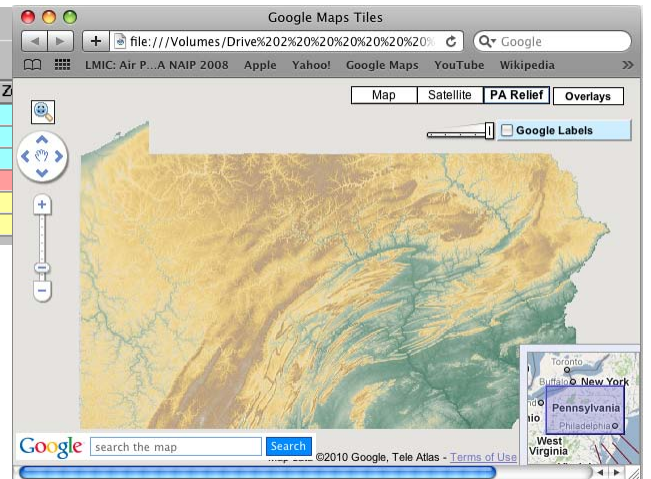 Google Maps Tiles
file:///Volumes/Drive%202%20%20%20%20%20%20%
Google
LMIC: Air P...A NAIP 2008 Apple Yahoo! Google Maps YouTube Wikipedia
Map Satellite PA Relief Overlays
Google Labels
Toronto
Buffalo New York
Pennsylvania
Philadelphia
West
Virginia
Google search the map Search
©2010 Google, Tele Atlas - Terms of Use